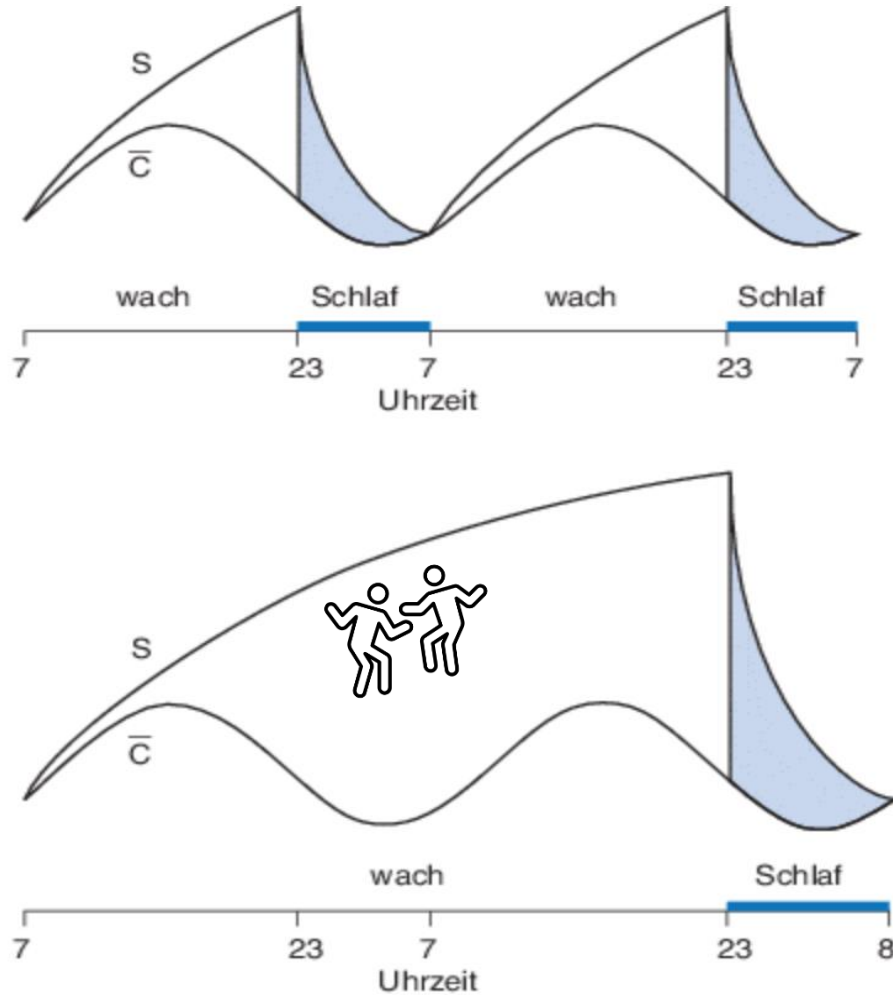 S
C̅
wach Schlaf wach Schlaf
7 23 7 23 7
Uhrzeit
S
C̅
wach Schlaf
7 23 7 23 8
Uhrzeit